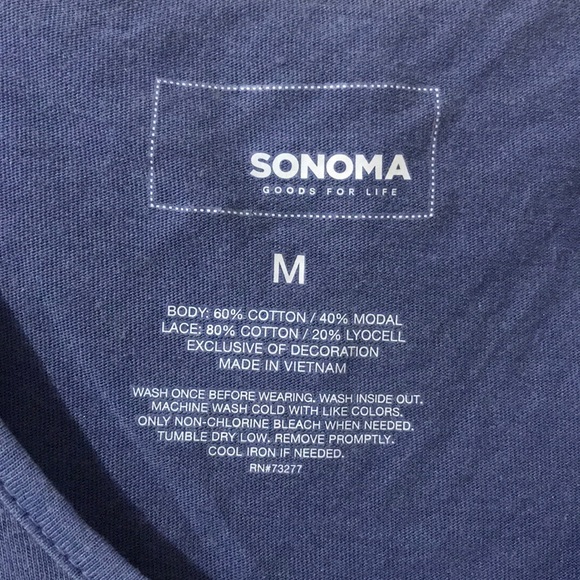 SONOMA
GOODS FOR LIFE
M
BODY: 60% COTTON / 40% MODAL
LACE: 80% COTTON / 20% LYOCELL
EXCLUSIVE OF DECORATION
MADE IN VIETNAM
WASH ONCE BEFORE WEARING. WASH INSIDE OUT.
MACHINE WASH COLD WITH LIKE COLORS.
ONLY NON-CHLORINE BLEACH WHEN NEEDED.
TUMBLE DRY LOW. REMOVE PROMPTLY.
COOL IRON IF NEEDED.
RN#73277